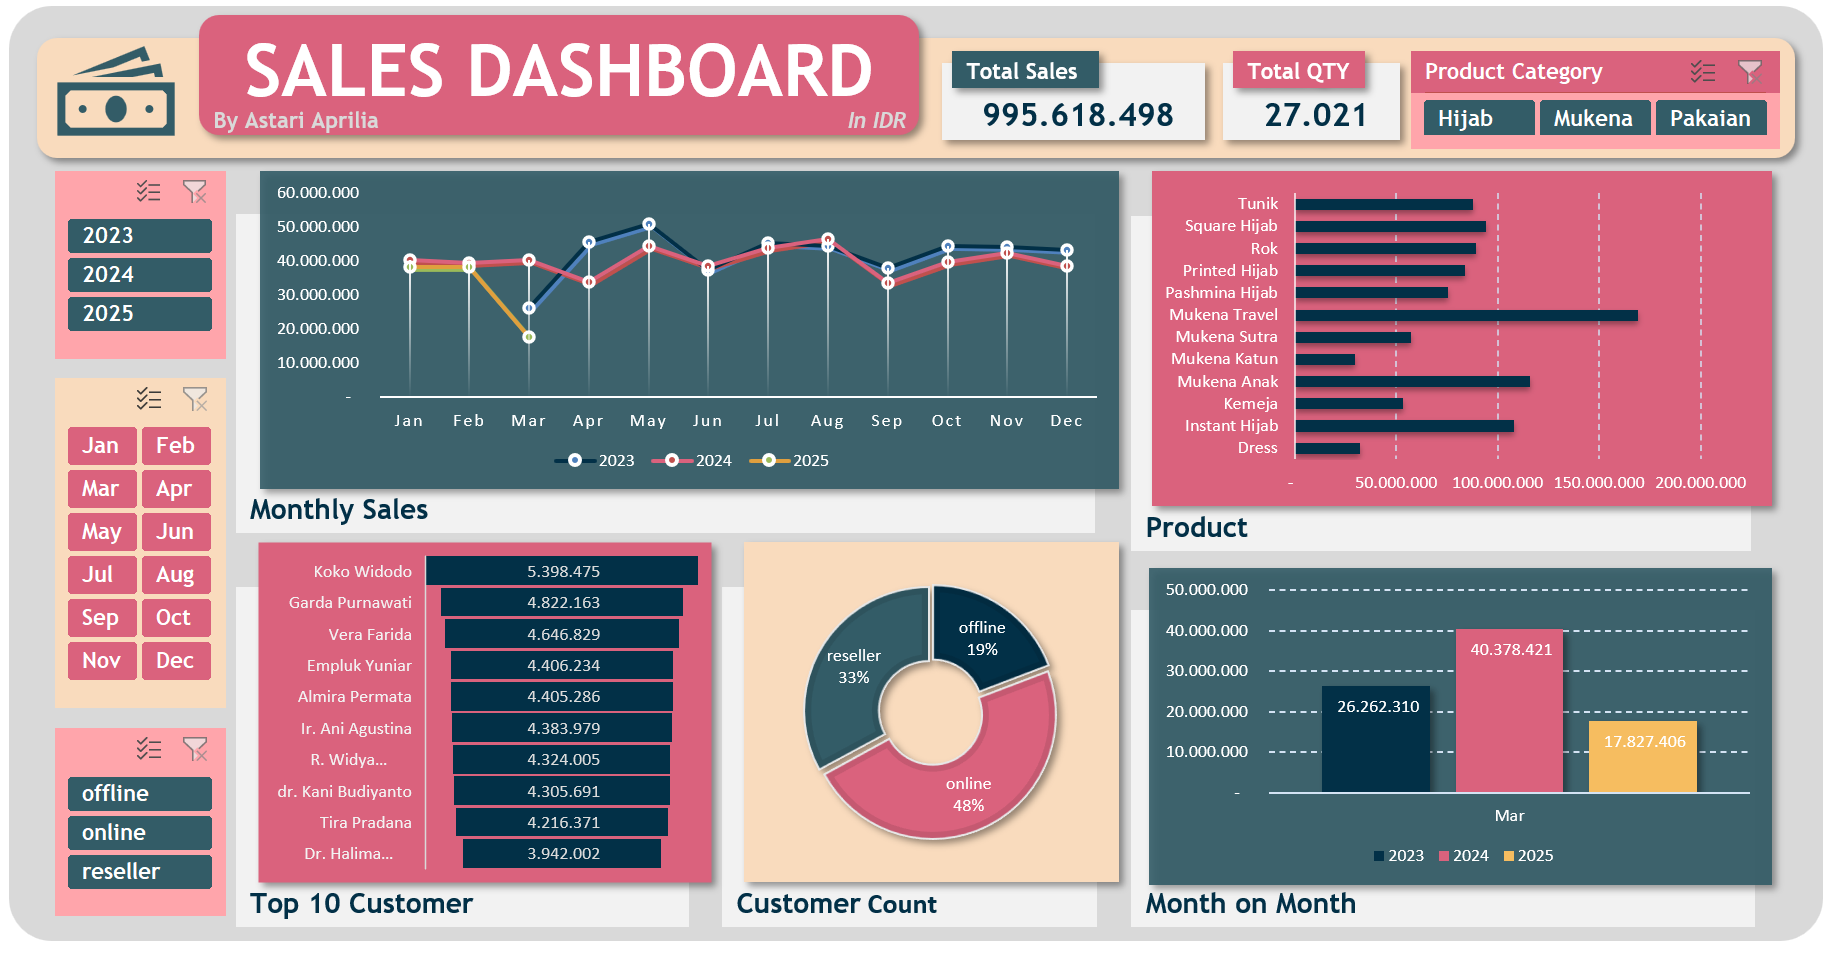 SALES DASHBOARD
By Astari Aprilia
In IDR
Total Sales
995.618.498
Total QTY
27.021
Product Category
Hijab
Mukena
Pakaian
2023
2024
2025
Jan
Feb
Mar
Apr
May
Jun
Jul
Aug
Sep
Oct
Nov
Dec
offline
online
reseller
60.000.000
50.000.000
40.000.000
30.000.000
20.000.000
10.000.000
-
Jan Feb Mar Apr May Jun Jul Aug Sep Oct Nov Dec
2023 2024 2025
Monthly Sales
Tunik
Square Hijab
Rok
Printed Hijab
Pashmina Hijab
Mukena Travel
Mukena Sutra
Mukena Katun
Mukena Anak
Kemeja
Instant Hijab
Dress
- 50.000.000 100.000.000 150.000.000 200.000.000
Product
Koko Widodo 5.398.475
Garda Purnawati 4.822.163
Vera Farida 4.646.829
Empluk Yuniar 4.406.234
Almira Permata 4.405.286
Ir. Ani Agustina 4.383.979
R. Widya... 4.324.005
dr. Kani Budiyanto 4.305.691
Tira Pradana 4.216.371
Dr. Halima... 3.942.002
Top 10 Customer
offline
19%
reseller
33%
online
48%
Customer Count
50.000.000
40.000.000
30.000.000
20.000.000
10.000.000
-
26.262.310
40.378.421
17.827.406
Mar
2023 2024 2025
Month on Month